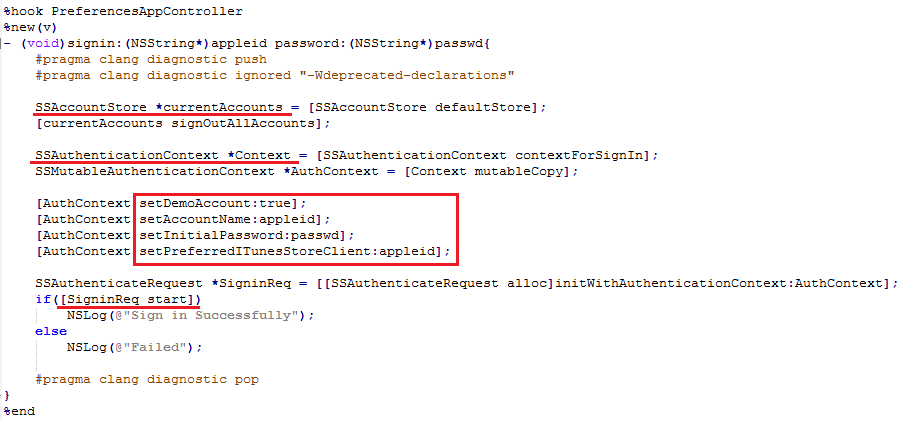 %hook PreferencesAppController
%new(v)
- (void)signin:(NSString*)appleid password:(NSString*)passwd{
#pragma clang diagnostic push
#pragma clang diagnostic ignored "-Wdeprecated-declarations"
SSAccountStore *currentAccounts = [SSAccountStore defaultStore];
[currentAccounts signOutAllAccounts];
SSAuthenticationContext *Context = [SSAuthenticationContext contextForSignIn];
SSMutableAuthenticationContext *AuthContext = [Context mutableCopy];
[AuthContext setDemoAccount:true];
[AuthContext setAccountName:appleid];
[AuthContext setInitialPassword:passwd];
[AuthContext setPreferredITunesStoreClient:appleid];
SSAuthenticateRequest *SigninReq = [[SSAuthenticateRequest alloc]initWithAuthenticationContext:AuthContext];
if([SigninReq start])
NSLog(@"Sign in Successfully");
else
NSLog(@"Failed");
#pragma clang diagnostic pop
}
%end